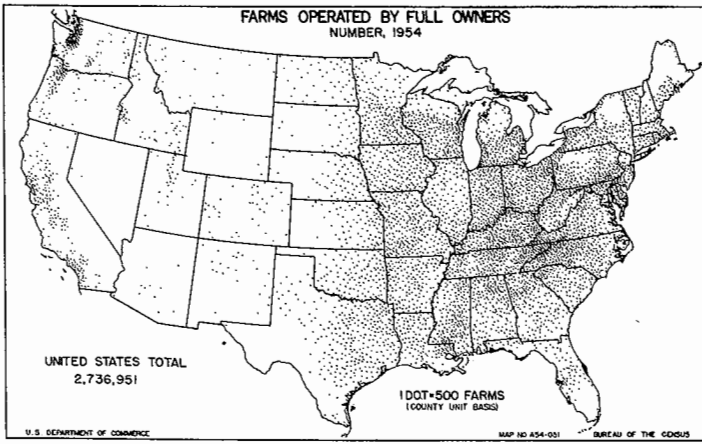 FARMS OPERATED BY FULL OWNERS
NUMBER, 1954
UNITED STATES TOTAL
2,736,951
1 DOT=500 FARMS
(COUNTY UNIT BASIS)
U.S. DEPARTMENT OF COMMERCE
MAP NO A54-051
BUREAU OF THE CENSUS